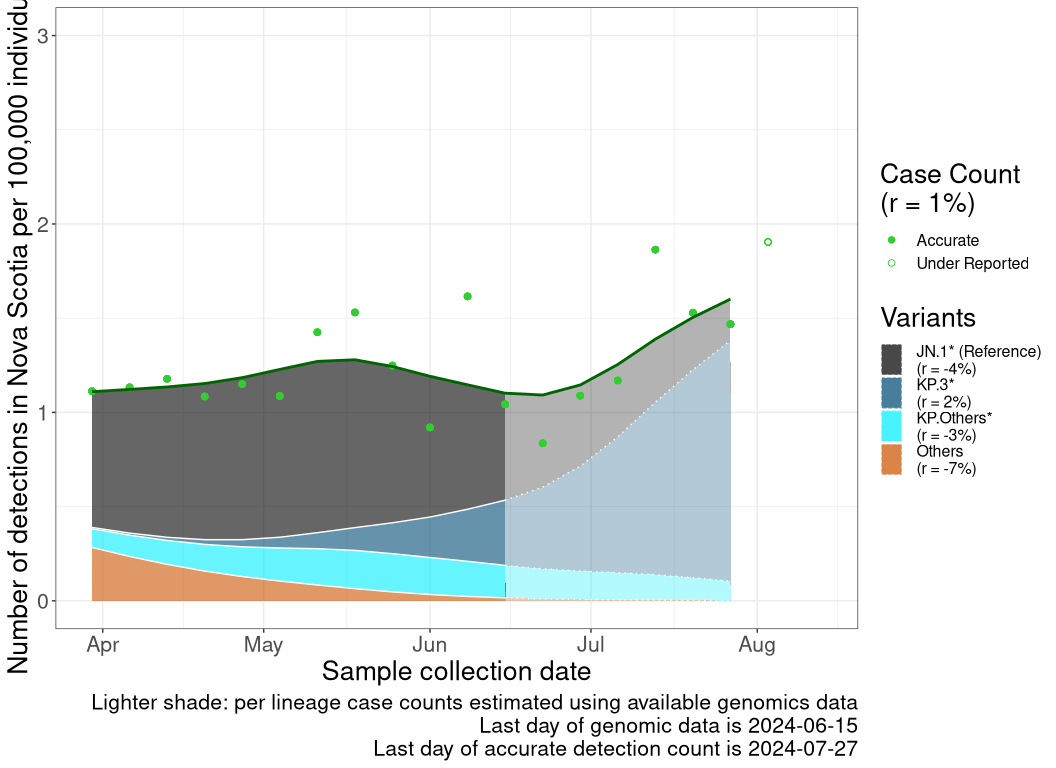 Number of detections in Nova Scotia per 100,000 individu
3
2
1
0
Apr
May
Jun
Jul
Aug
Sample collection date
Lighter shade: per lineage case counts estimated using available genomics data
Last day of genomic data is 2024-06-15
Last day of accurate detection count is 2024-07-27
Case Count
(r = 1%)
Accurate
Under Reported
Variants
JN.1* (Reference)
(r = -4%)
KP.3*
(r = 2%)
KP.Others*
(r = -3%)
Others
(r = -7%)